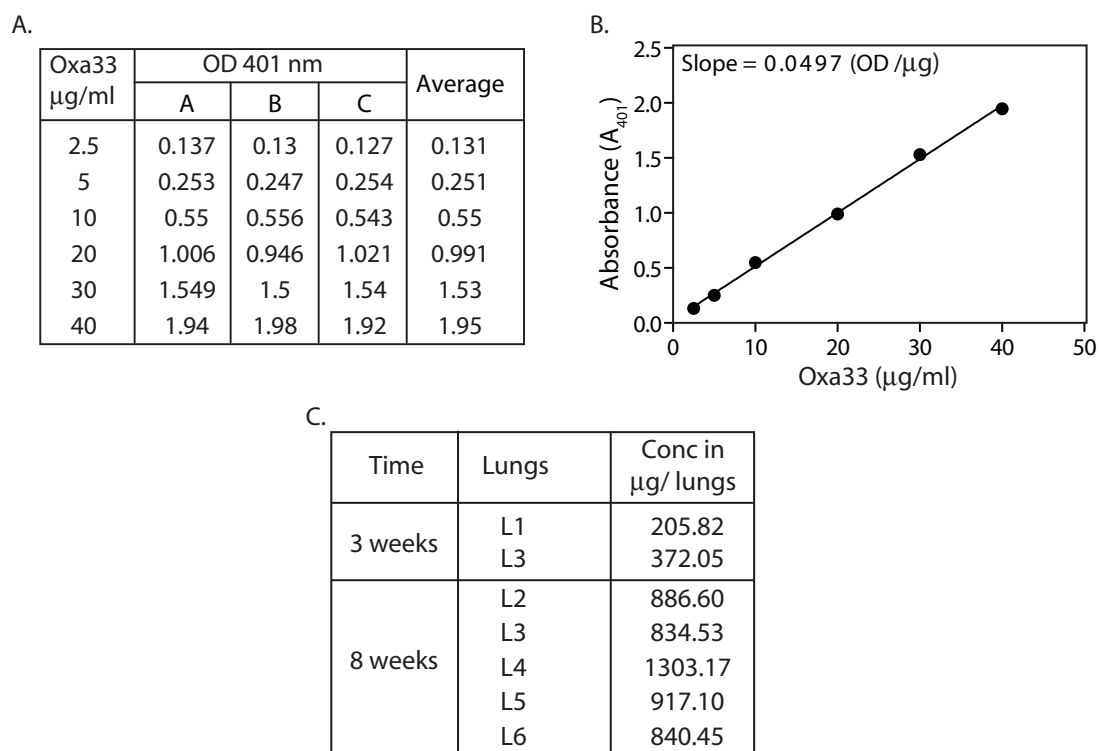 A.
Oxa33 μg/ml OD 401 nm Average
A B C
2.5 0.137 0.13 0.127 0.131
5 0.253 0.247 0.254 0.251
10 0.55 0.556 0.543 0.55
20 1.006 0.946 1.021 0.991
30 1.549 1.5 1.54 1.53
40 1.94 1.98 1.92 1.95
B.
Slope = 0.0497 (OD /μg)
Absorbance (A401)
2.5
2.0
1.5
1.0
0.5
0.0
0 10 20 30 40 50
Oxa33 (μg/ml)
C.
Time Lungs Conc in μg/ lungs
3 weeks
L1 205.82
L3 372.05
8 weeks
L2 886.60
L3 834.53
L4 1303.17
L5 917.10
L6 840.45